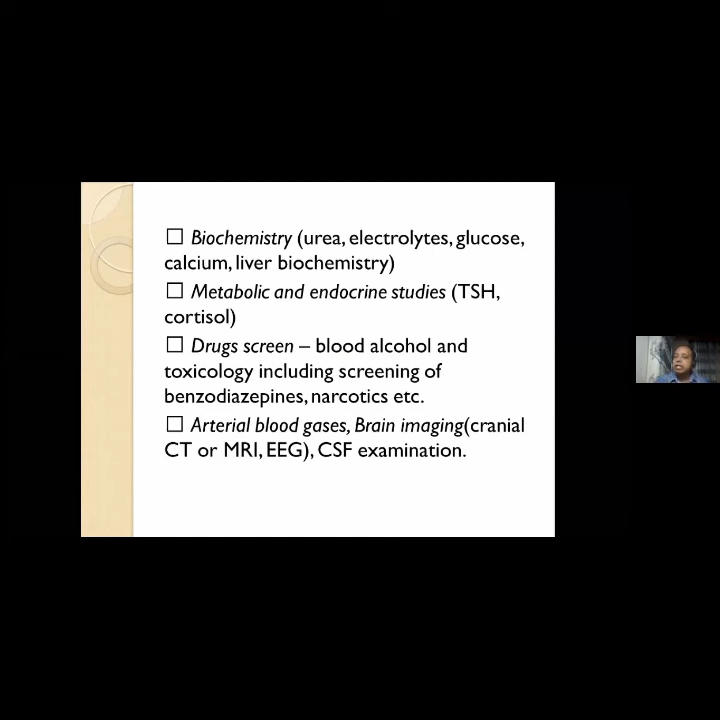 ☐ Biochemistry (urea, electrolytes, glucose,
calcium, liver biochemistry)
☐ Metabolic and endocrine studies (TSH,
cortisol)
☐ Drugs screen – blood alcohol and
toxicology including screening of
benzodiazepines, narcotics etc.
☐ Arterial blood gases, Brain imaging(cranial
CT or MRI, EEG), CSF examination.